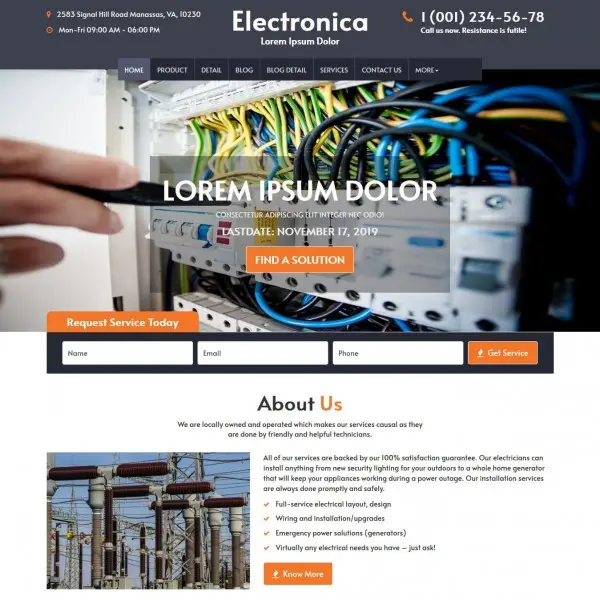 2583 Signal Hill Road Manassas, VA, 10230
Mon-Fri 09:00 AM - 06:00 PM
Electronica
Lorem Ipsum Dolor
1 (001) 234-56-78
Call us now. Resistance is futile!
HOME PRODUCT DETAIL BLOG BLOG DETAIL SERVICES CONTACT US MORE
LOREM IPSUM DOLOR
CONSECTETUR ADIPISCING ELIT INTEGER NEC ODIO!
LASTDATE: NOVEMBER 17, 2019
FIND A SOLUTION
Request Service Today
Name Email Phone Get Service
About Us
We are locally owned and operated which makes our services causal as they
are done by friendly and helpful technicians.
All of our services are backed by our 100% satisfaction guarantee. Our electricians can
install anything from new security lighting for your outdoors to a whole home generator
that will keep your appliances working during a power outage. Our installation services
are always done promptly and safely.
Full-service electrical layout, design
Wiring and installation/upgrades
Emergency power solutions (generators)
Virtually any electrical needs you have – just ask!
Know More